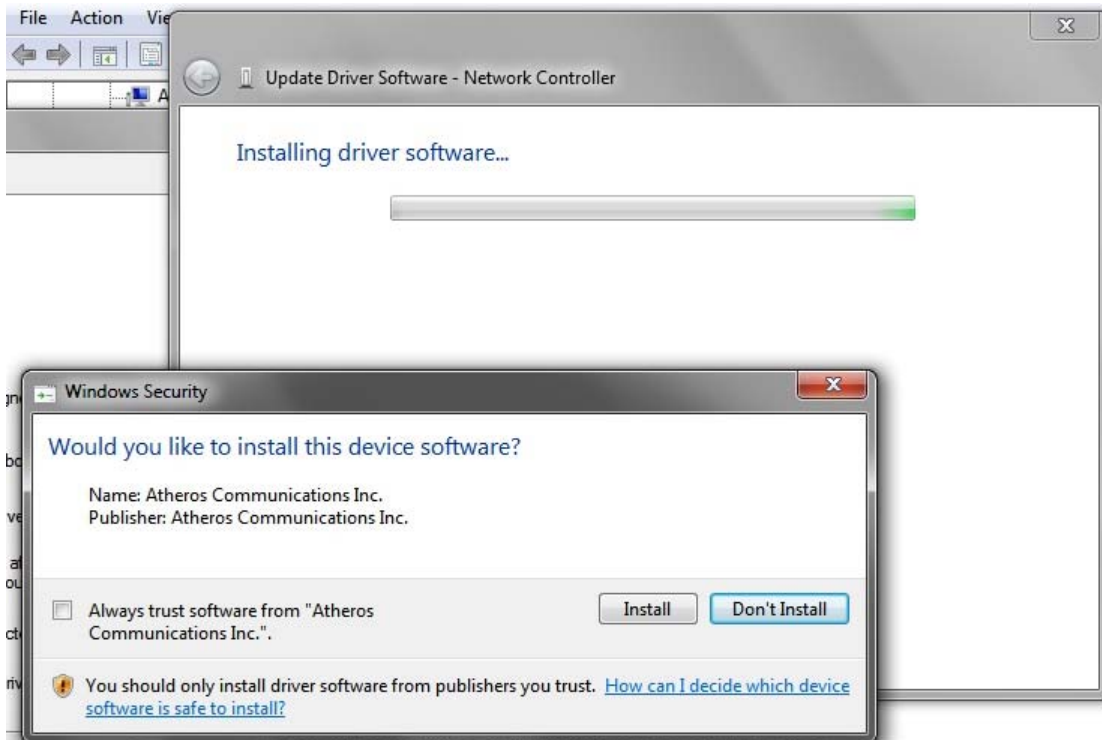 File Action
Update Driver Software - Network Controller
Installing driver software...
Windows Security
Would you like to install this device software?
Name: Atheros Communications Inc.
Publisher: Atheros Communications Inc.
Always trust software from "Atheros
Communications Inc.".
Install Don't Install
You should only install driver software from publishers you trust. How can I decide which device
software is safe to install?